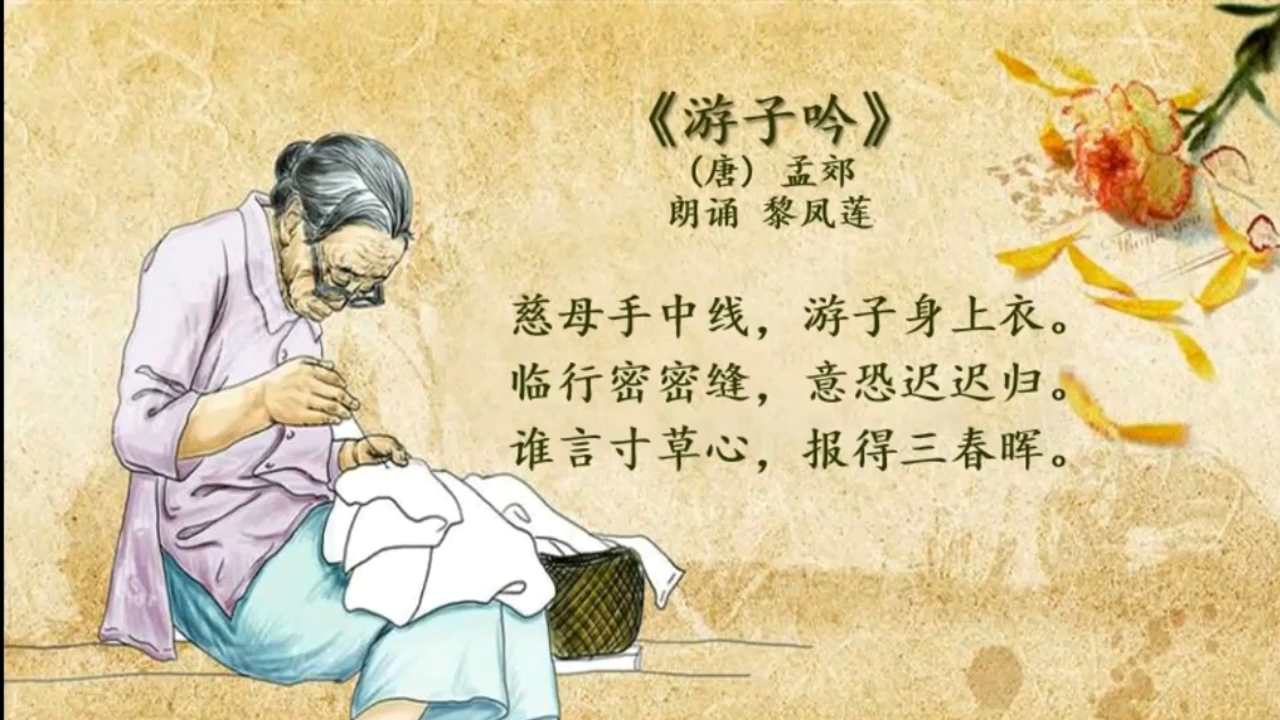 《游子吟》
（唐） 孟郊
朗诵 黎凤莲
慈母手中线，游子身上衣。
临行密密缝，意恐迟迟归。
谁言寸草心，报得三春晖。
Thank you